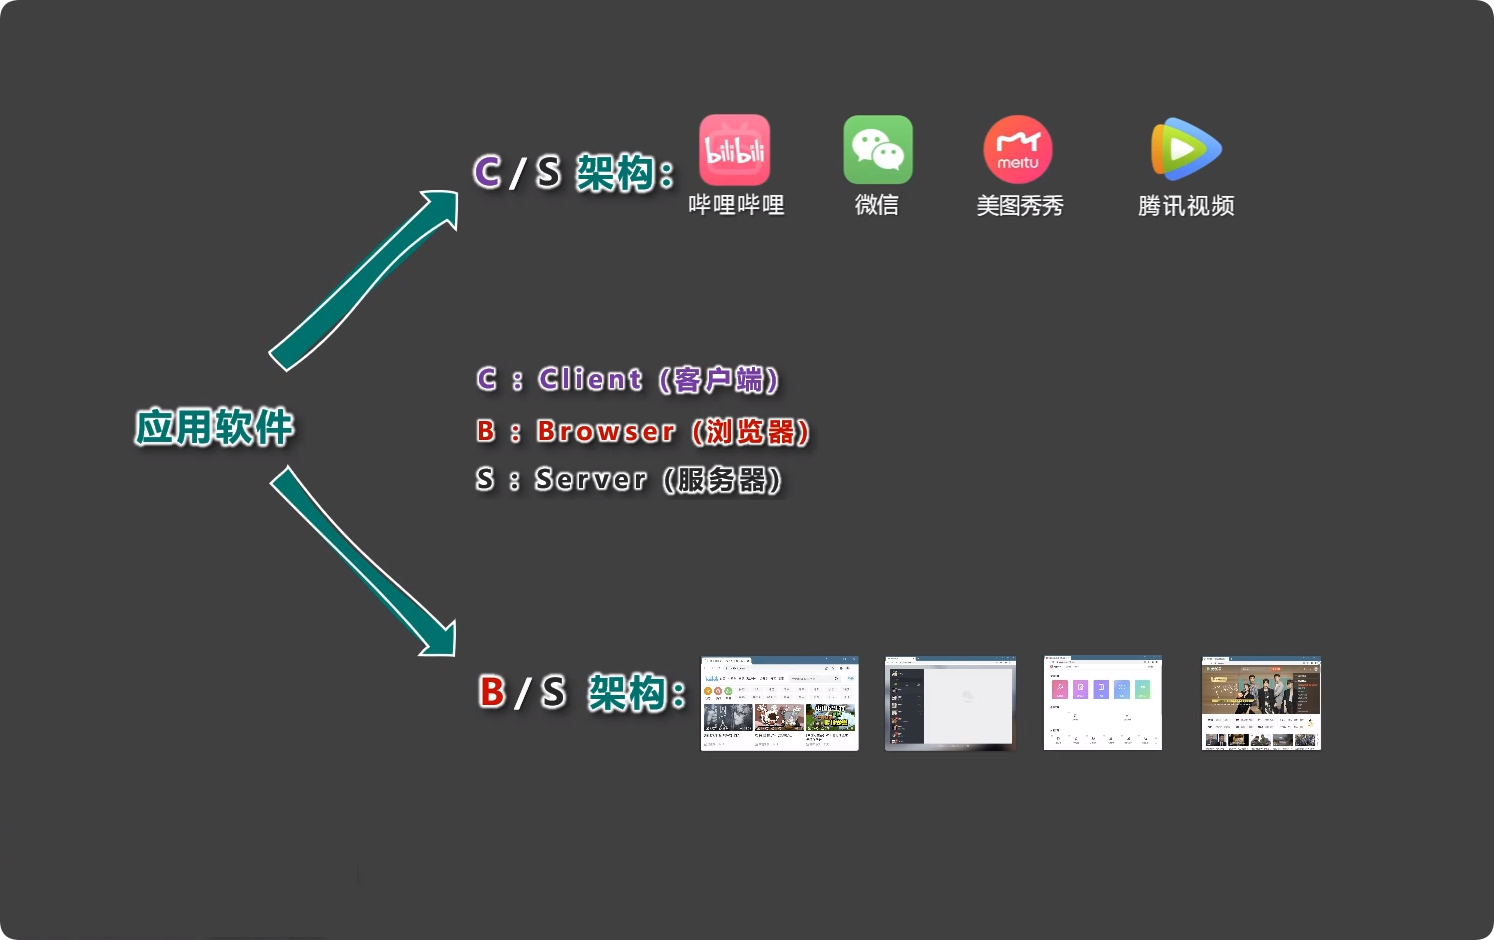 C/S 架构:
bilibili
meitu
哔哩哔哩
微信
美图秀秀
腾讯视频
C : Client (客户端)
应用软件
B : Browser (浏览器)
S : Server (服务器)
B/S 架构: